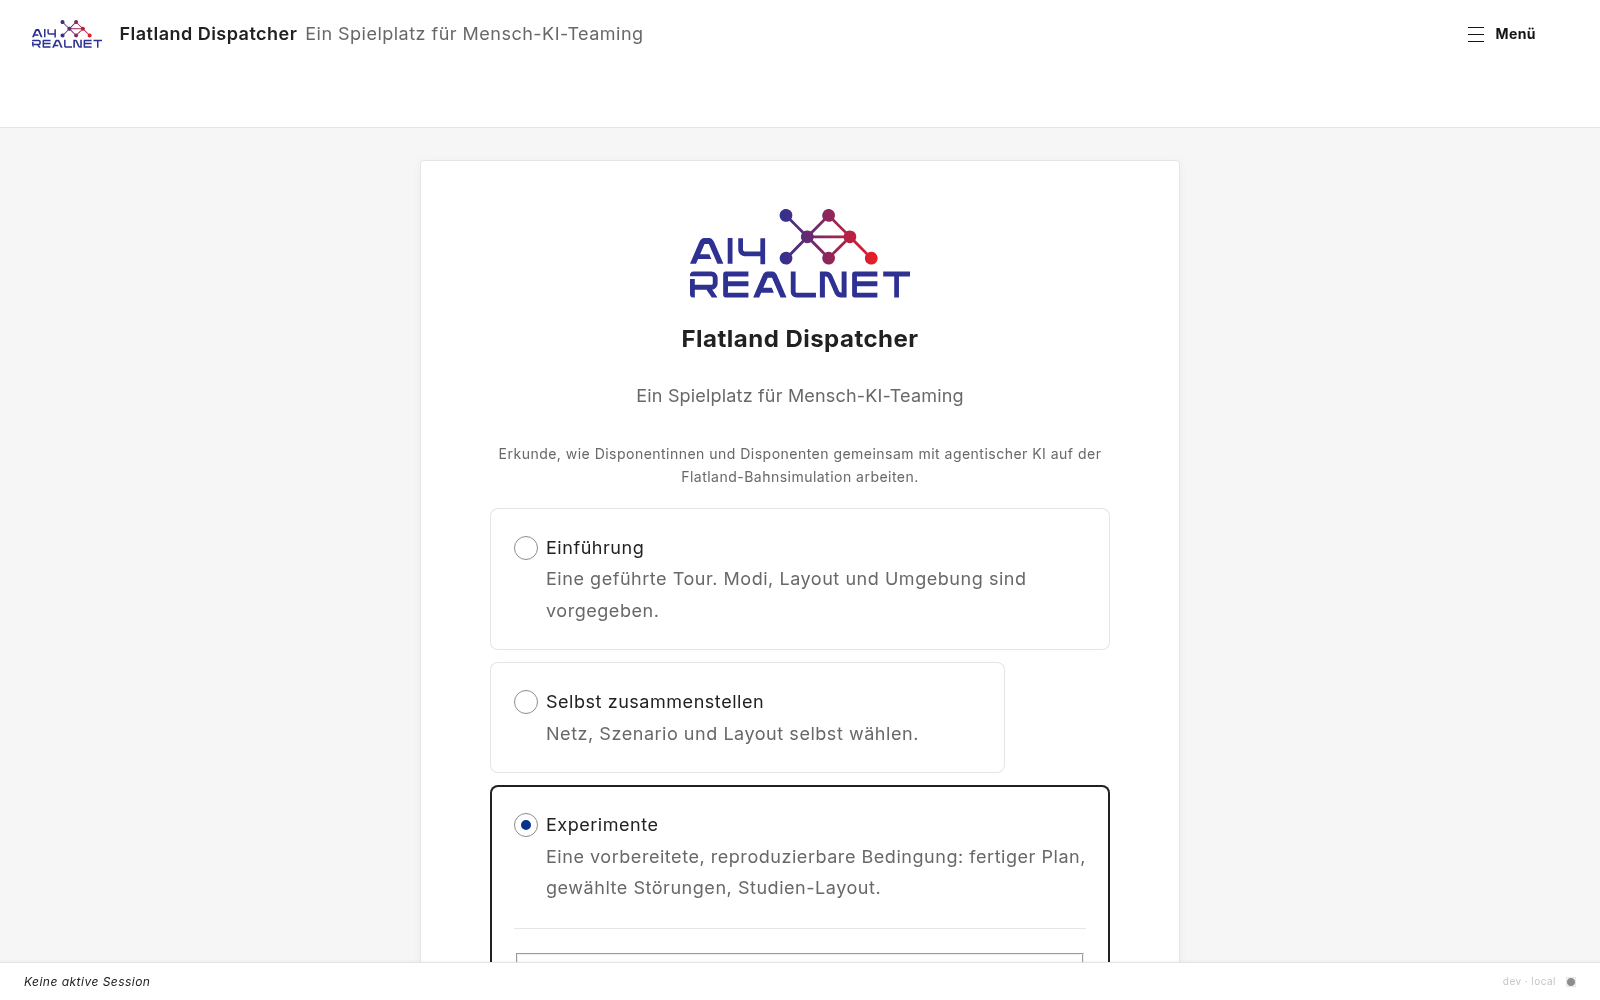 AI4
REALNET
Flatland Dispatcher Ein Spielplatz für Mensch-KI-Teaming
Menü
AI4
REALNET
Flatland Dispatcher
Ein Spielplatz für Mensch-KI-Teaming
Erkunde, wie Disponentinnen und Disponenten gemeinsam mit agentischer KI auf der
Flatland-Bahnsimulation arbeiten.
Einführung
Eine geführte Tour. Modi, Layout und Umgebung sind
vorgegeben.
Selbst zusammenstellen
Netz, Szenario und Layout selbst wählen.
Experimente
Eine vorbereitete, reproduzierbare Bedingung: fertiger Plan,
gewählte Störungen, Studien-Layout.
Keine aktive Session
dev · local